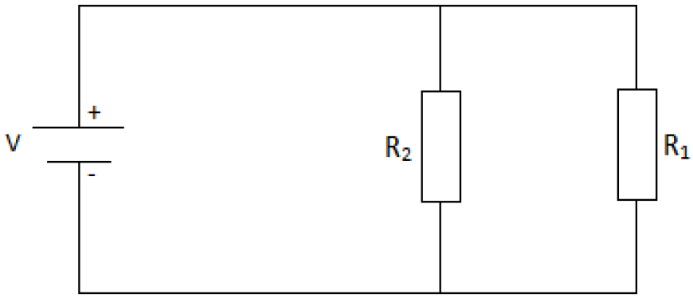 +
V
-
R₂
R₁